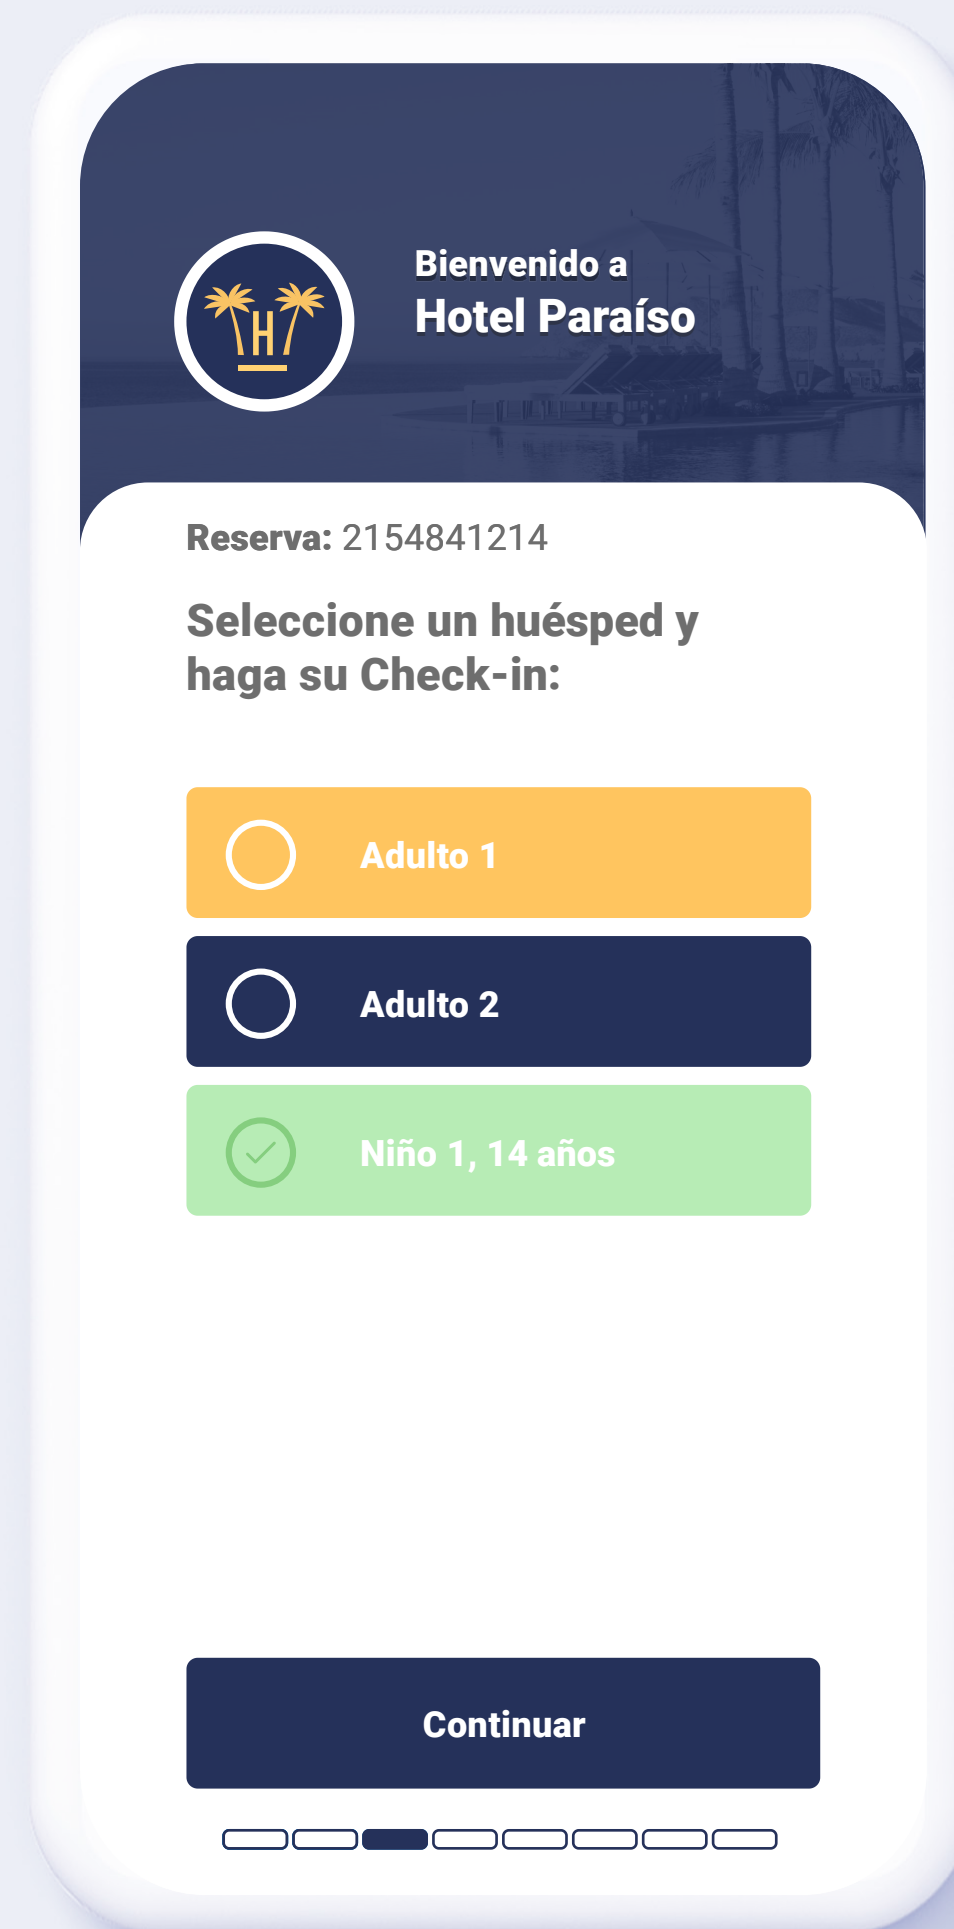 H
Bienvenido a
Hotel Paraíso
Reserva: 2154841214
Seleccione un huésped y
haga su Check-in:
Adulto 1
Adulto 2
Niño 1, 14 años
Continuar